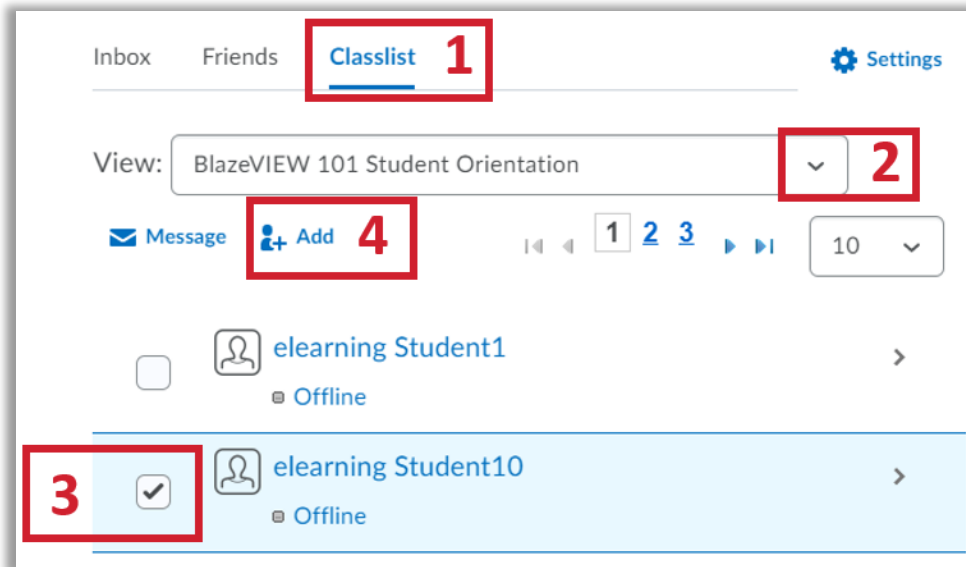 Inbox Friends Classlist 1 Settings
View: BlazeVIEW 101 Student Orientation 2
Message Add 4 1 2 3 10
elearning Student1
Offline
elearning Student10
3
Offline